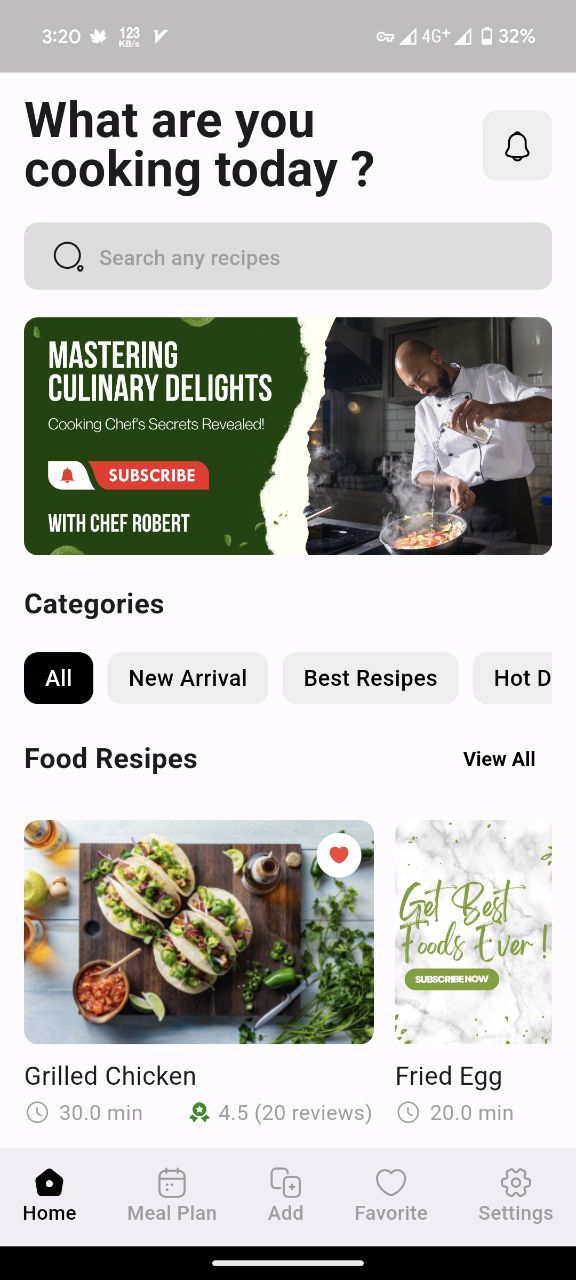 3:20 123 KB/s 4G+ 32%
What are you
cooking today ?
Search any recipes
MASTERING
CULINARY DELIGHTS
Cooking Chef's Secrets Revealed!
SUBSCRIBE
WITH CHEF ROBERT
Categories
All New Arrival Best Resipes Hot D
Food Resipes View All
Get Best
Foods Ever !
SUBSCRIBE NOW
Grilled Chicken Fried Egg
30.0 min 4.5 (20 reviews) 20.0 min
Home Meal Plan Add Favorite Settings